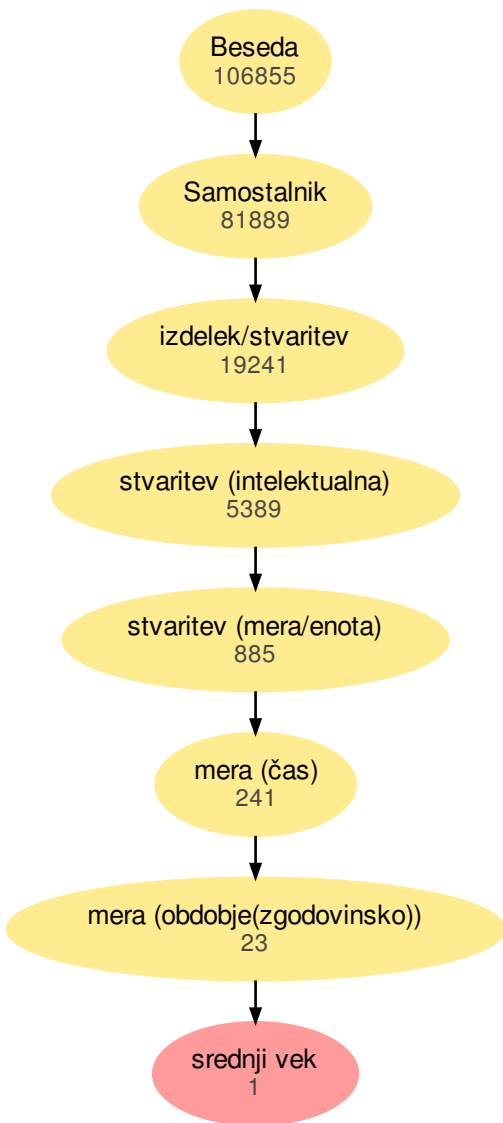 Beseda
106855
Samostalnik
81889
izdelek/stvaritev
19241
stvaritev (intelektualna)
5389
stvaritev (mera/enota)
885
mera (čas)
241
mera (obdobje(zgodovinsko))
23
srednji vek
1